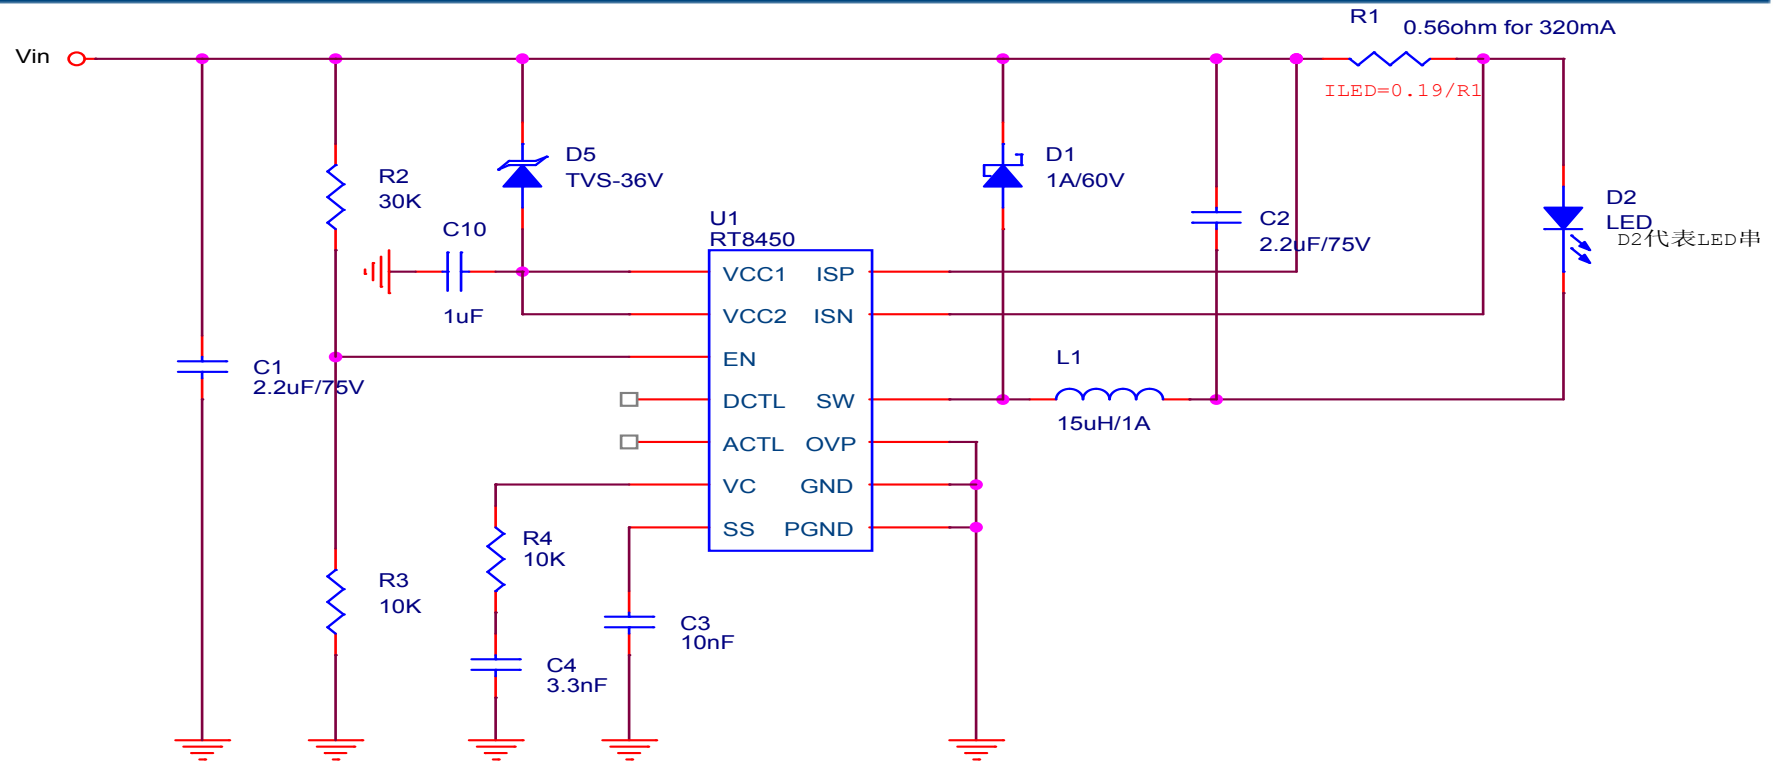 R1
0.56ohm for 320mA
Vin
ILED=0.19/R1
D5
TVS-36V
D1
1A/60V
R2
30K
D2
LED
D2代表LED串
C10
1uF
U1
RT8450
C2
2.2uF/75V
VCC1 ISP
VCC2 ISN
EN
DCTL SW
ACTL OVP
VC GND
SS PGND
C1
2.2uF/75V
L1
15uH/1A
R4
10K
R3
10K
C3
10nF
C4
3.3nF